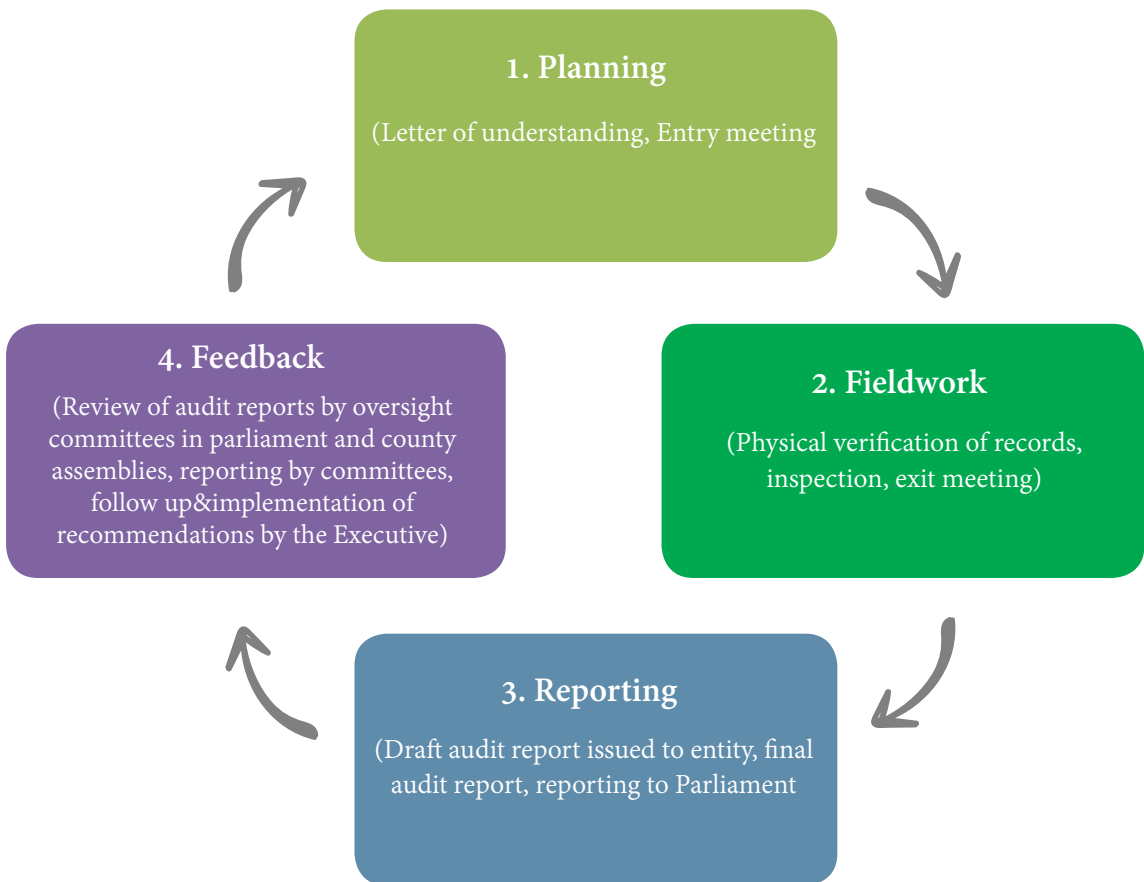 1. Planning
(Letter of understanding, Entry meeting
2. Fieldwork
(Physical verification of records,
inspection, exit meeting)
3. Reporting
(Draft audit report issued to entity, final
audit report, reporting to Parliament
4. Feedback
(Review of audit reports by oversight
committees in parliament and county
assemblies, reporting by committees,
follow up&implementation of
recommendations by the Executive)